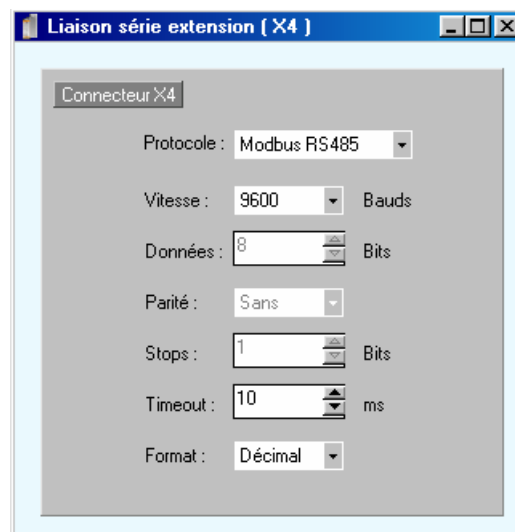 Liaison série extension ( X4 )
Connecteur X4
Protocole : Modbus RS485
Vitesse : 9600 Bauds
Données : 8 Bits
Parité : Sans
Stops : 1 Bits
Timeout : 10 ms
Format : Décimal